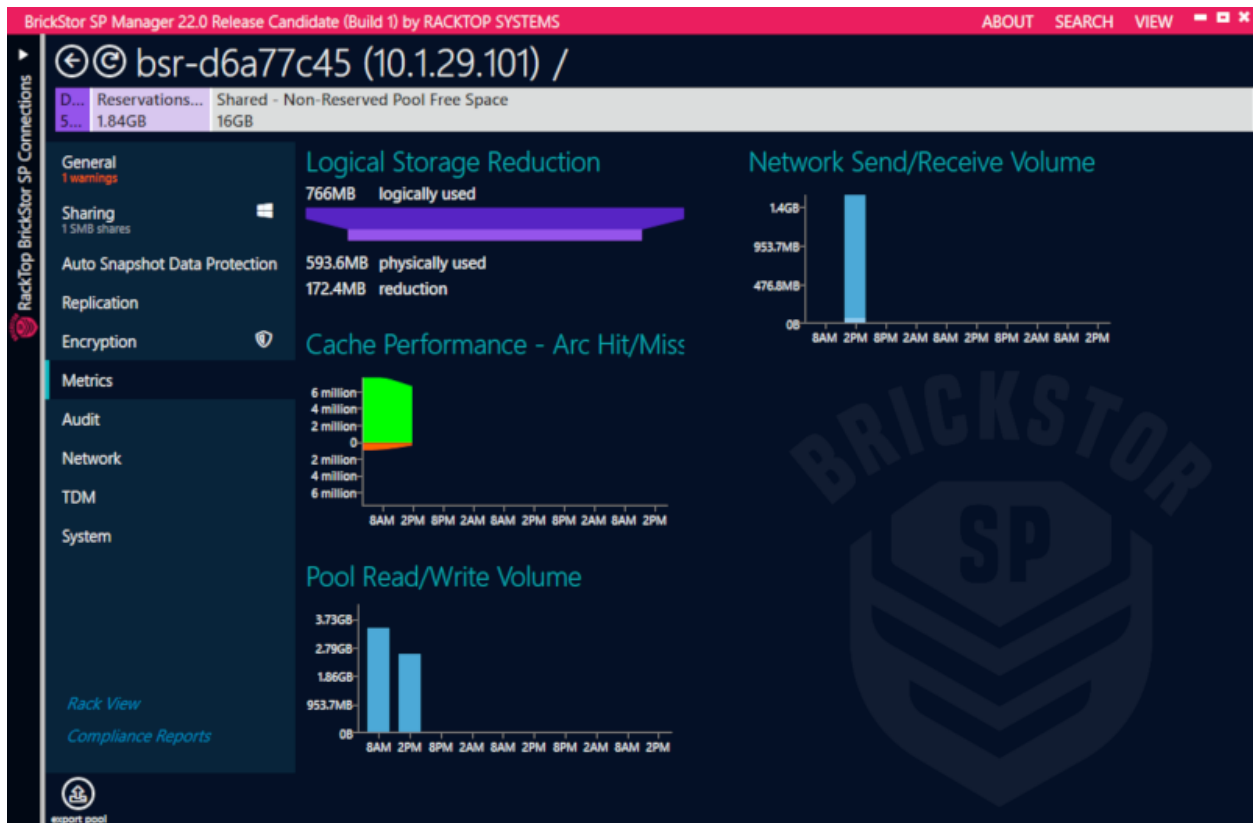 BrickStor SP Manager 22.0 Release Candidate (Build 1) by RACKTOP SYSTEMS
ABOUT SEARCH VIEW
RackTop BrickStor SP Connections
bsr-d6a77c45 (10.1.29.101) /
D... Reservations... Shared - Non-Reserved Pool Free Space
5... 1.84GB 16GB
General
1 warnings
Sharing
1 SMB shares
Auto Snapshot Data Protection
Replication
Encryption
Metrics
Audit
Network
TDM
System
Rack View
Compliance Reports
export pool
Logical Storage Reduction
766MB logically used
593.6MB physically used
172.4MB reduction
Cache Performance - Arc Hit/Miss
6 million
4 million
2 million
0
2 million
4 million
6 million
8AM 2PM 8PM 2AM 8AM 2PM 8PM 2AM 8AM 2PM
Pool Read/Write Volume
3.73GB
2.79GB
1.86GB
953.7MB
0B
8AM 2PM 8PM 2AM 8AM 2PM 8PM 2AM 8AM 2PM
Network Send/Receive Volume
1.4GB
953.7MB
476.8MB
0B
8AM 2PM 8PM 2AM 8AM 2PM 8PM 2AM 8AM 2PM
BRICKSTOR
SP